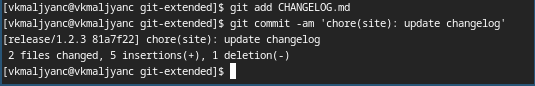 [vkmaljyanc@vkmaljyanc git-extended]$ git add CHANGELOG.md
[vkmaljyanc@vkmaljyanc git-extended]$ git commit -am 'chore(site): update changelog'
[release/1.2.3 81a7f22] chore(site): update changelog
 2 files changed, 5 insertions(+), 1 deletion(-)
[vkmaljyanc@vkmaljyanc git-extended]$